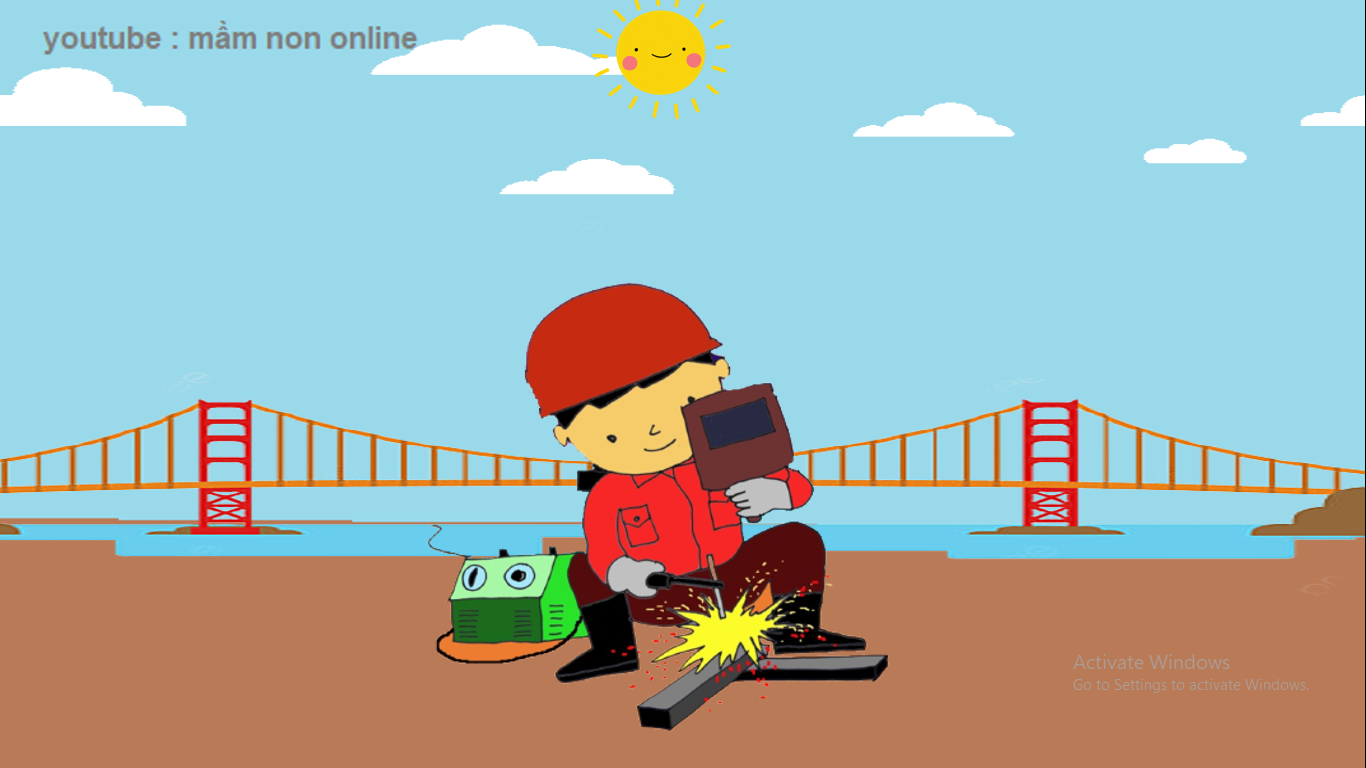 youtube : mầm non online
Activate Windows
Go to Settings to activate Windows.